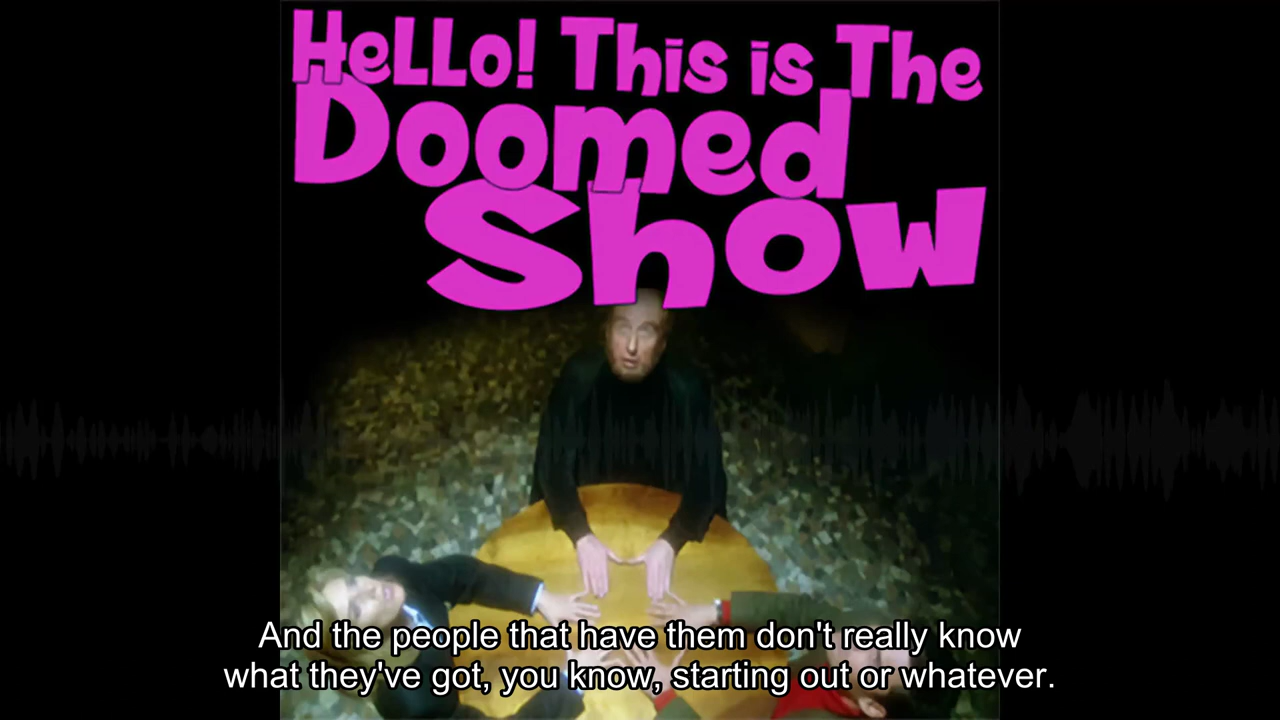 HeLLo! This is The
Doomed
Show
And the people that have them don't really know
what they've got, you know, starting out or whatever.